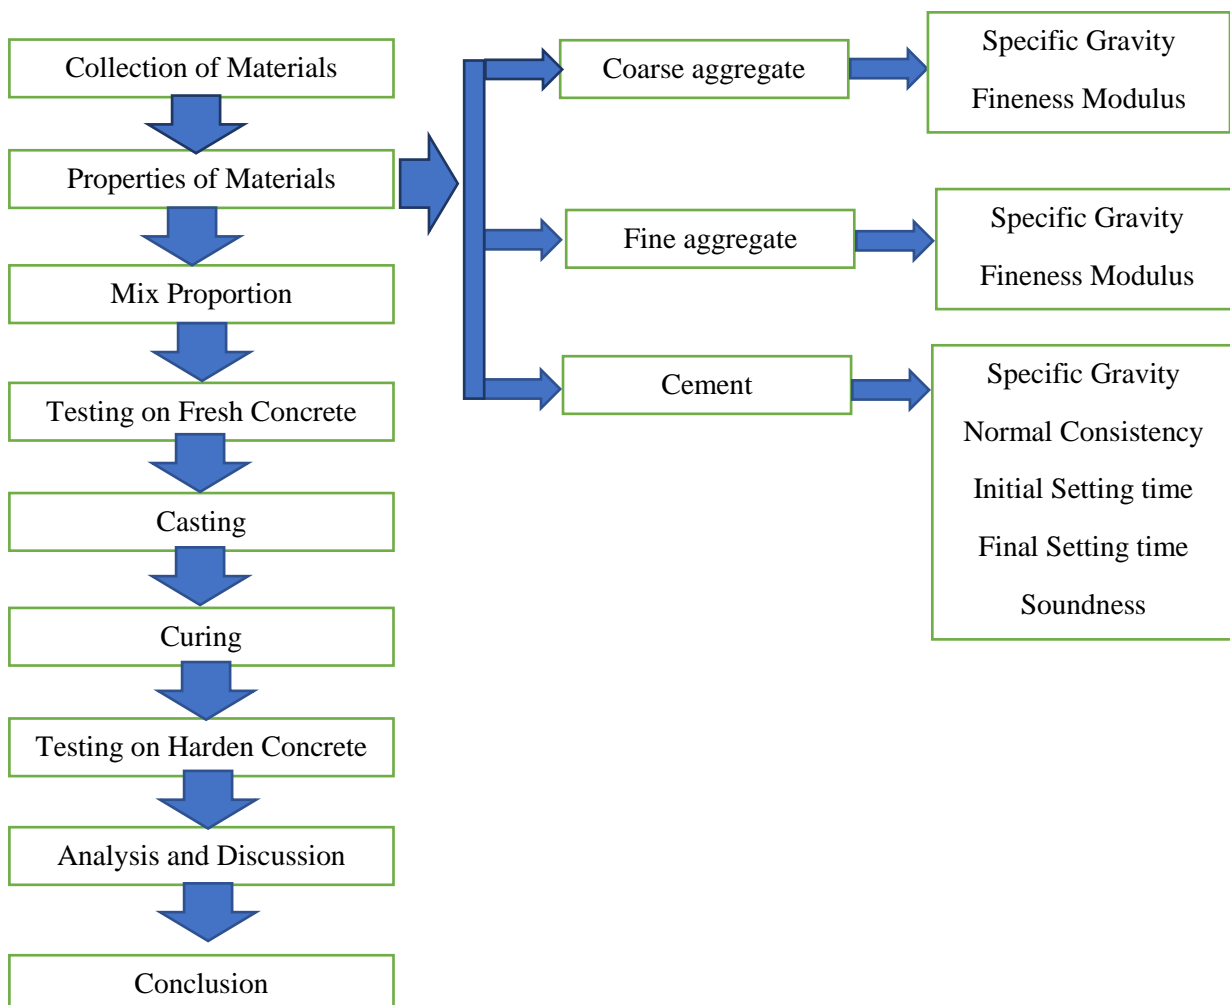 Collection of Materials
Properties of Materials
Mix Proportion
Testing on Fresh Concrete
Casting
Curing
Testing on Harden Concrete
Analysis and Discussion
Conclusion
Coarse aggregate
Specific Gravity
Fineness Modulus
Fine aggregate
Specific Gravity
Fineness Modulus
Cement
Specific Gravity
Normal Consistency
Initial Setting time
Final Setting time
Soundness